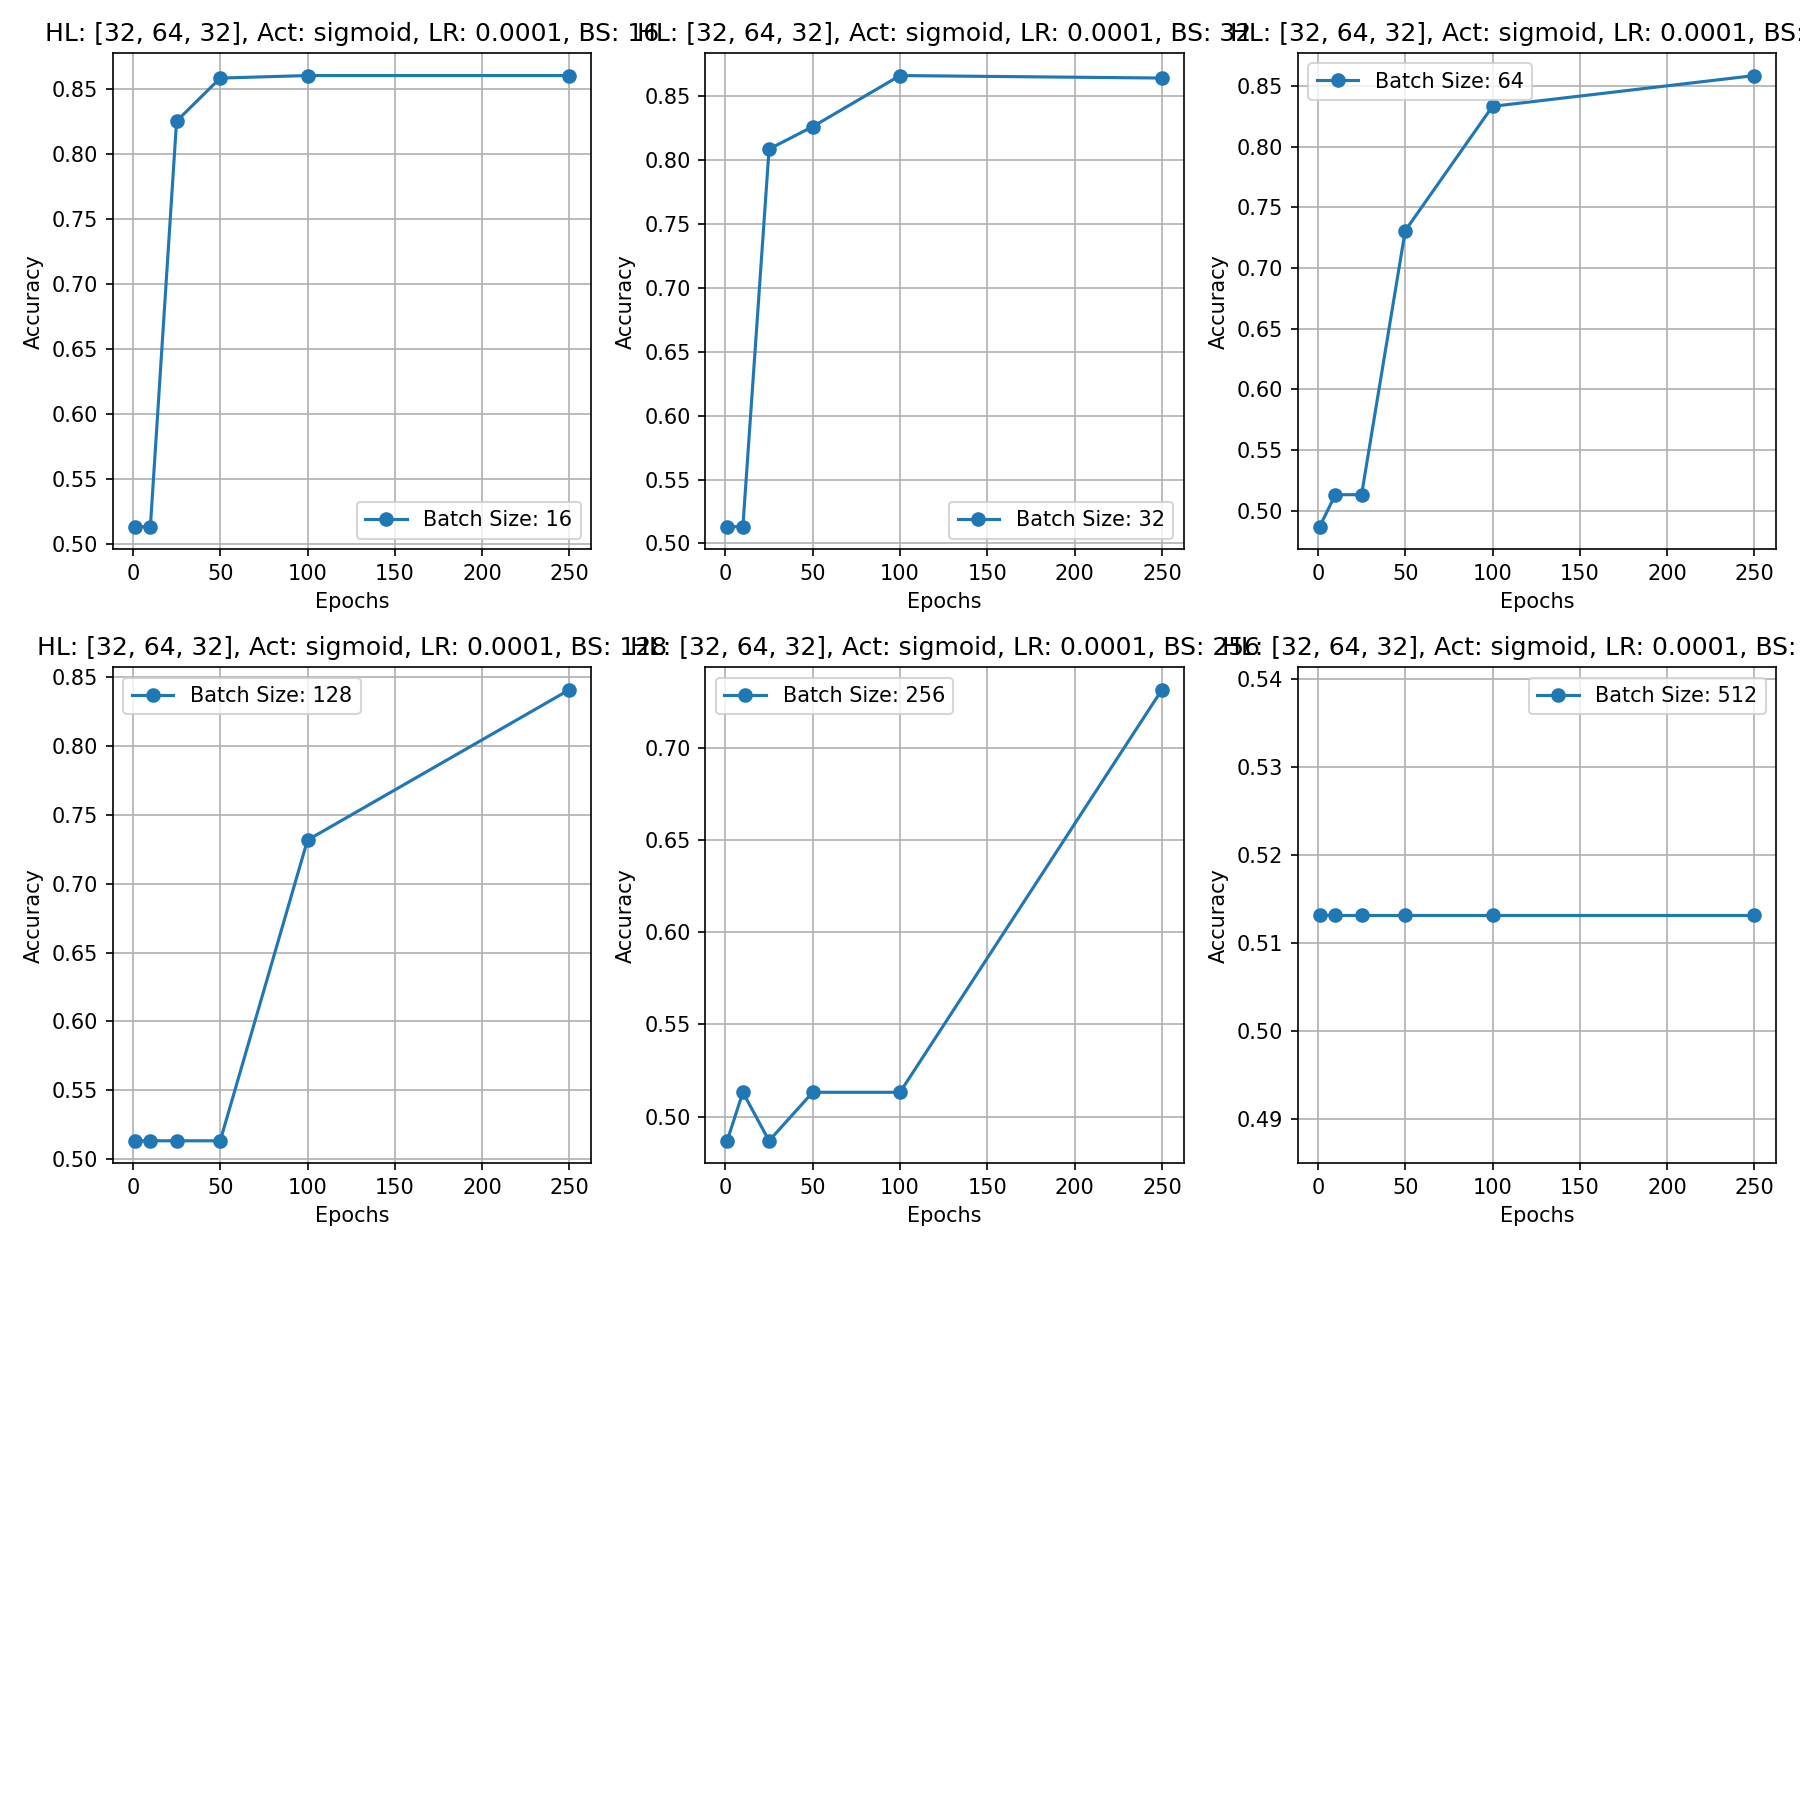 HL: [32, 64, 32], Act: sigmoid, LR: 0.0001, BS: 16
0.85
0.80
0.75
0.70
0.65
0.60
0.55
0.50
Accuracy
Batch Size: 16
0 50 100 150 200 250
Epochs
HL: [32, 64, 32], Act: sigmoid, LR: 0.0001, BS: 32
0.85
0.80
0.75
0.70
0.65
0.60
0.55
0.50
Accuracy
Batch Size: 32
0 50 100 150 200 250
Epochs
HL: [32, 64, 32], Act: sigmoid, LR: 0.0001, BS:
Batch Size: 64
0.85
0.80
0.75
0.70
0.65
0.60
0.55
0.50
Accuracy
0 50 100 150 200 250
Epochs
HL: [32, 64, 32], Act: sigmoid, LR: 0.0001, BS: 128
Batch Size: 128
0.85
0.80
0.75
0.70
0.65
0.60
0.55
0.50
Accuracy
0 50 100 150 200 250
Epochs
HL: [32, 64, 32], Act: sigmoid, LR: 0.0001, BS: 256
Batch Size: 256
0.70
0.65
0.60
0.55
0.50
Accuracy
0 50 100 150 200 250
Epochs
HL: [32, 64, 32], Act: sigmoid, LR: 0.0001, BS:
Batch Size: 512
0.54
0.53
0.52
0.51
0.50
0.49
Accuracy
0 50 100 150 200 250
Epochs